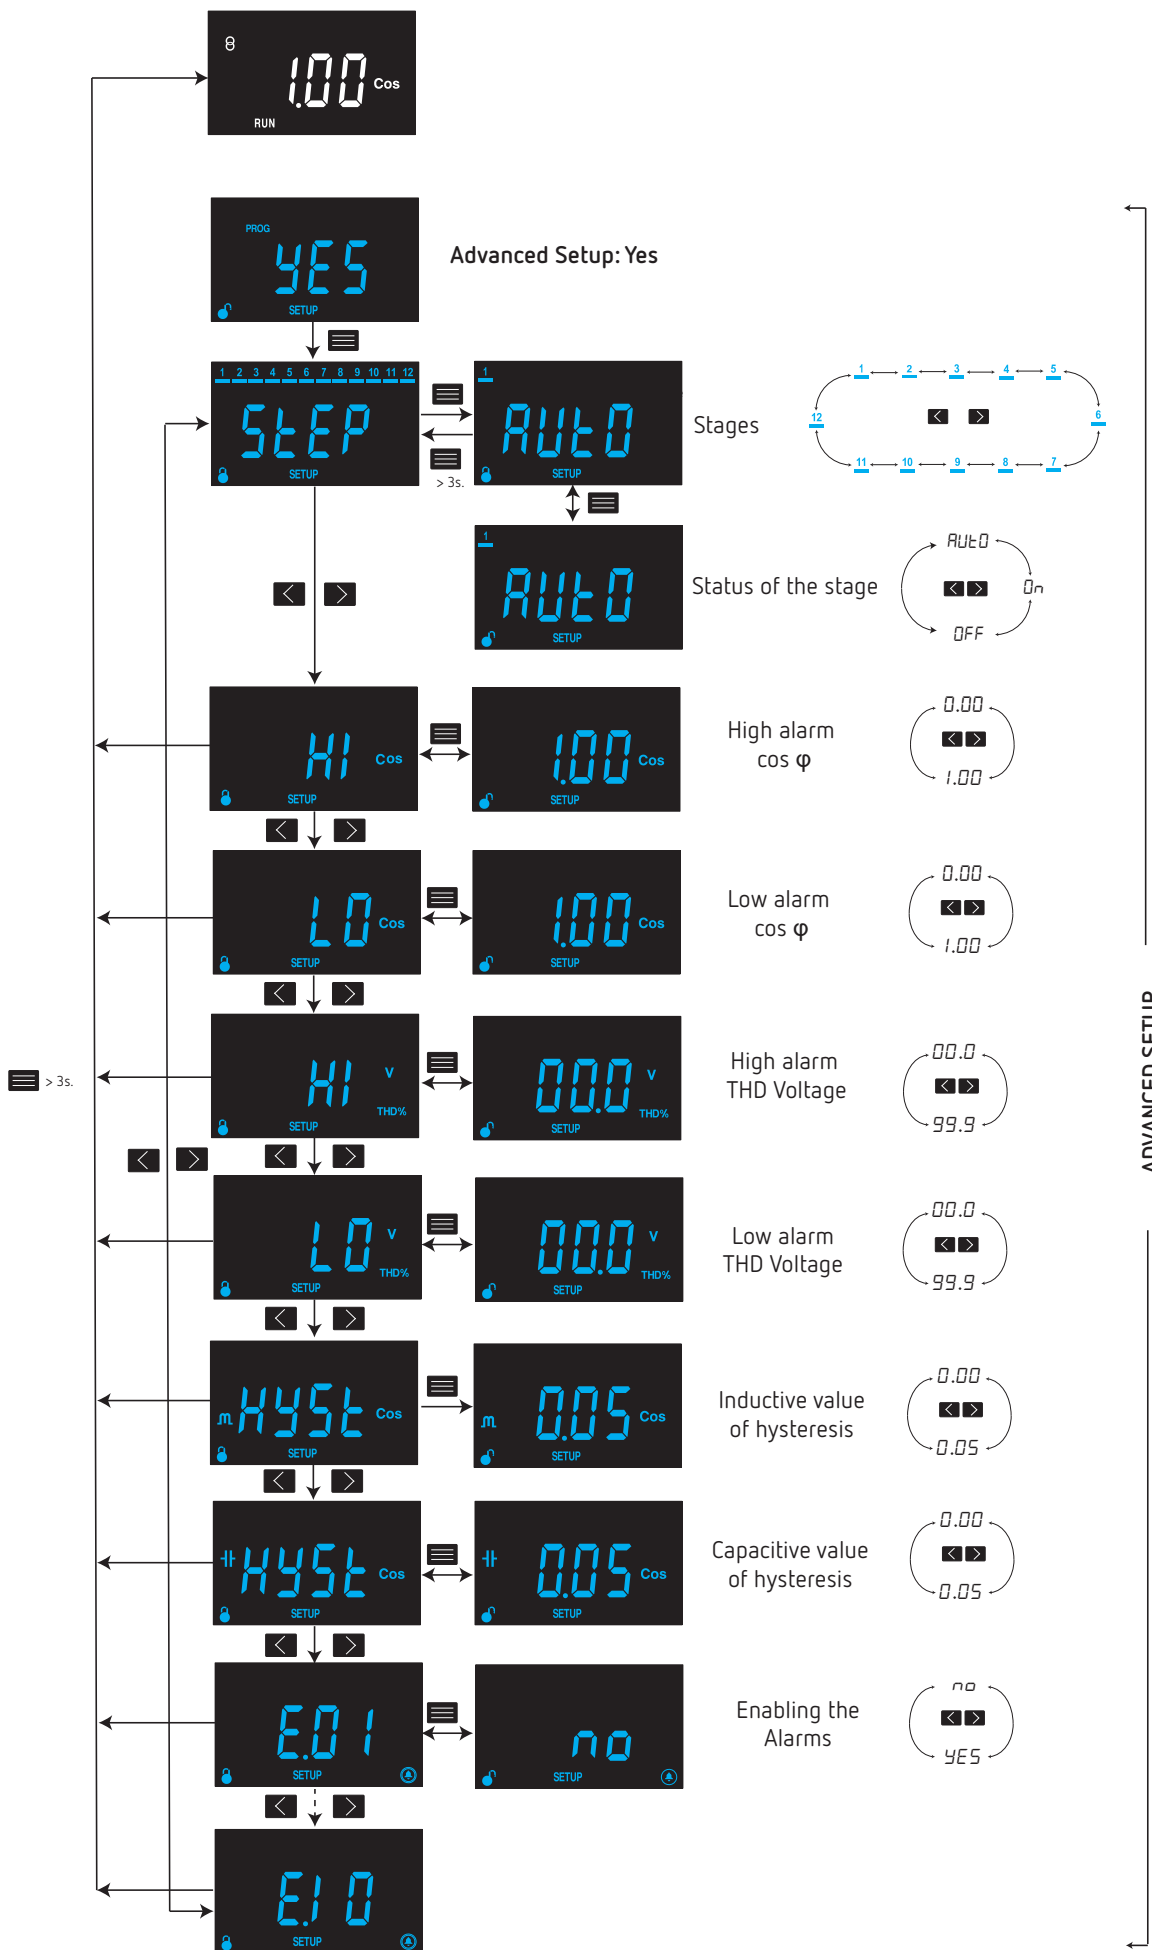 1.00 Cos
RUN
PROG
YES
SETUP
Advanced Setup: Yes
1 2 3 4 5 6 7 8 9 10 11 12
StEP
SETUP
> 3s.
1
AUtO
SETUP
Stages
1 2 3 4 5
12 6
11 10 9 8 7
1
AUtO
SETUP
Status of the stage
AUtO
On
OFF
HI Cos
SETUP
1.00 Cos
SETUP
High alarm
cos φ
0.00
1.00
LO Cos
SETUP
1.00 Cos
SETUP
Low alarm
cos φ
0.00
1.00
ADVANCED SETUP
> 3s.
HI V
THD%
SETUP
00.0 V
THD%
SETUP
High alarm
THD Voltage
00.0
99.9
LO V
THD%
SETUP
00.0 V
THD%
SETUP
Low alarm
THD Voltage
00.0
99.9
HYSt Cos
SETUP
0.05 Cos
SETUP
Inductive value
of hysteresis
0.00
0.05
HYSt Cos
SETUP
0.05 Cos
SETUP
Capacitive value
of hysteresis
0.00
0.05
E.01
SETUP
no
SETUP
Enabling the
Alarms
no
YES
E.10
SETUP